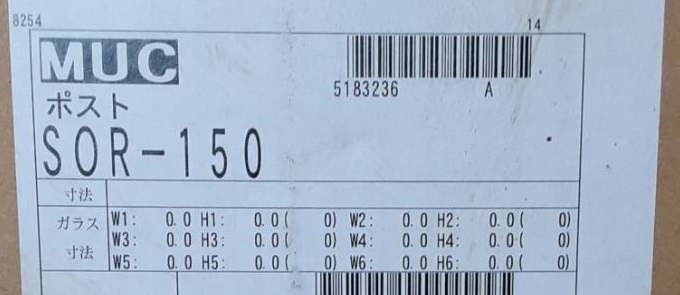 8254 14
MUC
5183236 A
ポスト
SOR-150
寸法
ガラス寸法
W1: 0.0 H1: 0.0( 0) W2: 0.0 H2: 0.0( 0)
W3: 0.0 H3: 0.0( 0) W4: 0.0 H4: 0.0( 0)
W5: 0.0 H5: 0.0( 0) W6: 0.0 H6: 0.0( 0)